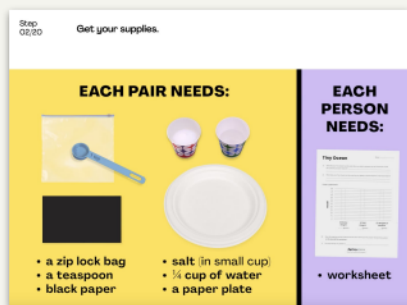 Step
02/20
Get your supplies.
EACH PAIR NEEDS:
EACH
PERSON
NEEDS:
Tiny Domes
• a zip lock bag
• a teaspoon
• black paper
• salt (in small cup)
• ¼ cup of water
• a paper plate
• worksheet